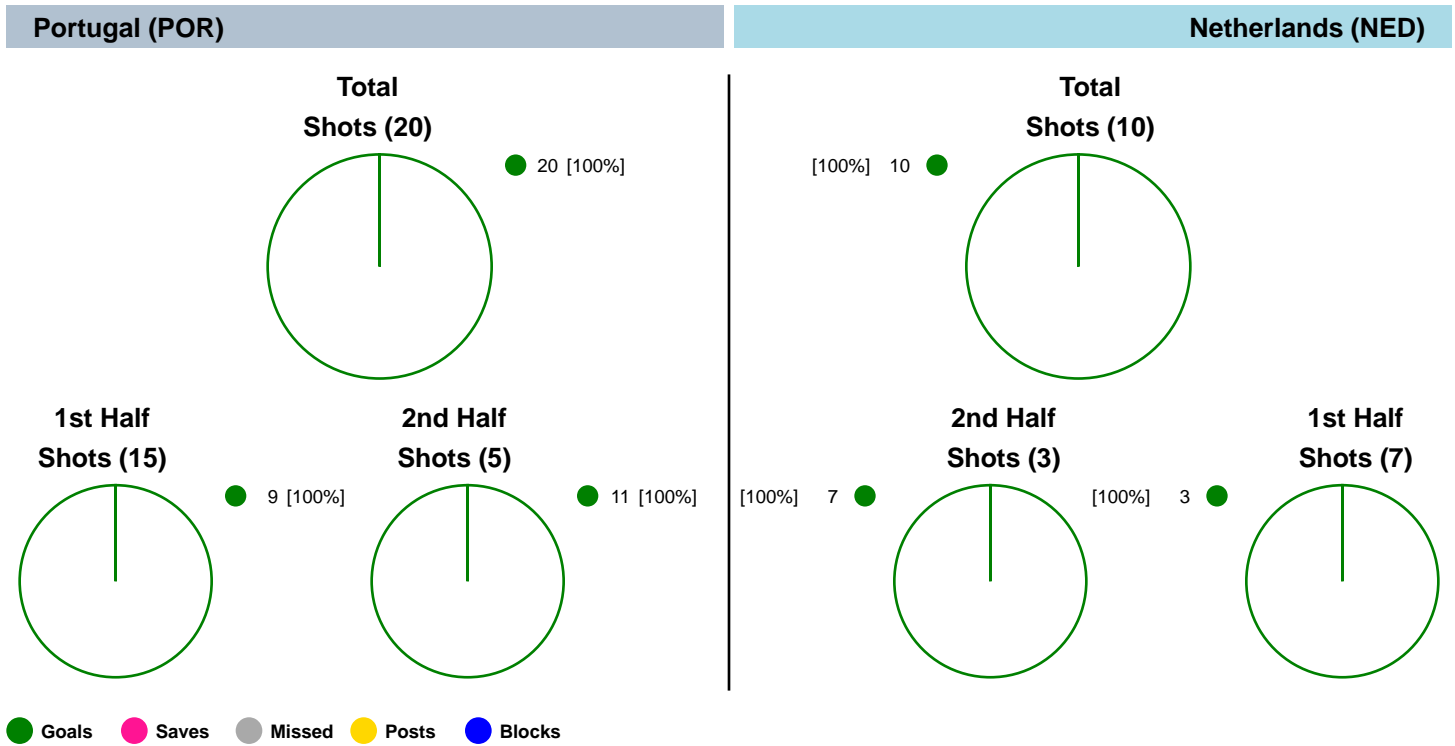 Portugal (POR)
Netherlands (NED)
Total
Shots (20)
20 [100%]
Total
Shots (10)
[100%] 10
1st Half
Shots (15)
9 [100%]
2nd Half
Shots (5)
11 [100%]
2nd Half
Shots (3)
[100%] 7
1st Half
Shots (7)
[100%] 3
Goals Saves Missed Posts Blocks